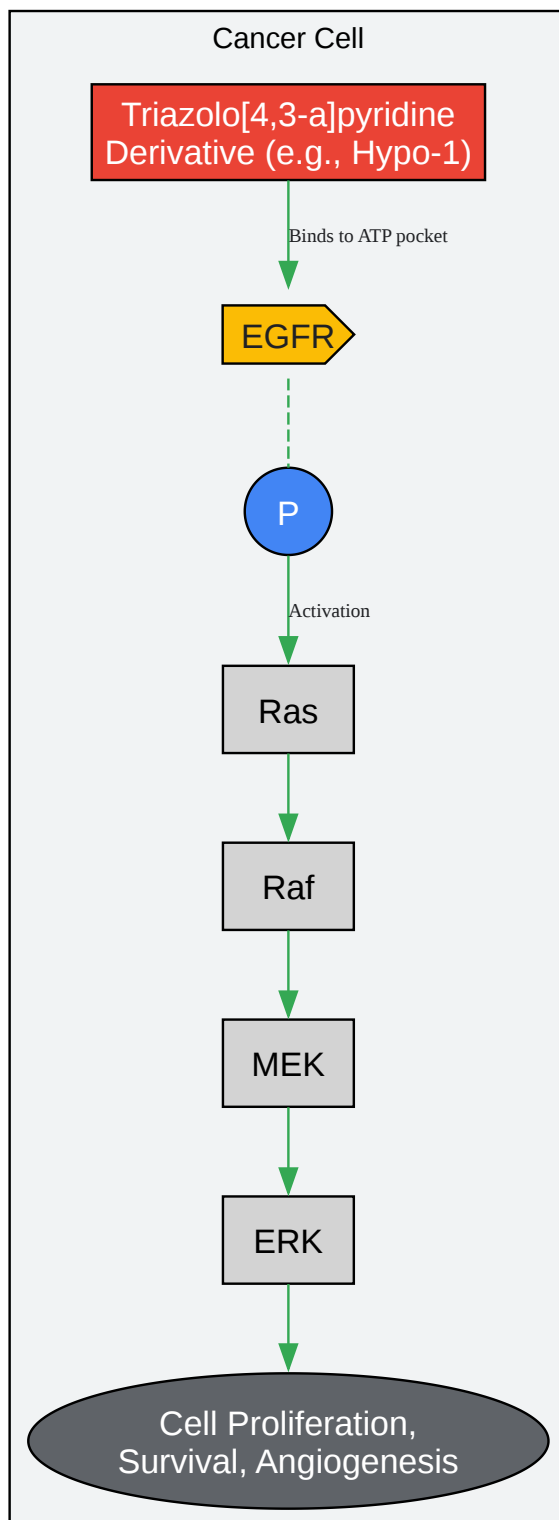 Cancer Cell
Triazolo[4,3-a]pyridine
Derivative (e.g., Hypo-1)
Binds to ATP pocket
EGFR
P
Activation
Ras
Raf
MEK
ERK
Cell Proliferation,
Survival, Angiogenesis